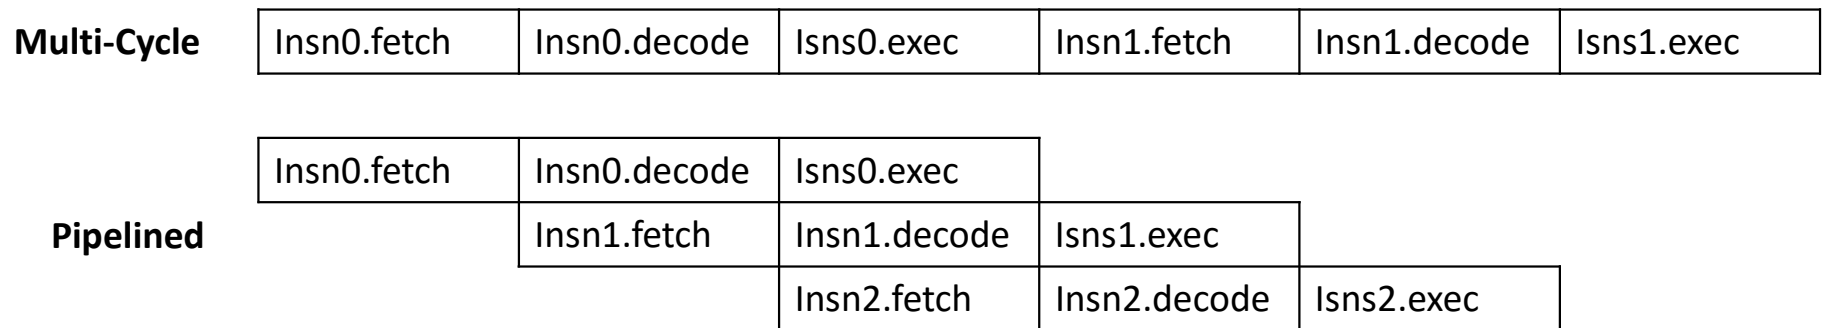 Multi-Cycle Insn0.fetch Insn0.decode Isns0.exec Insn1.fetch Insn1.decode Isns1.exec
Insn0.fetch Insn0.decode Isns0.exec
Pipelined Insn1.fetch Insn1.decode Isns1.exec
Insn2.fetch Insn2.decode Isns2.exec